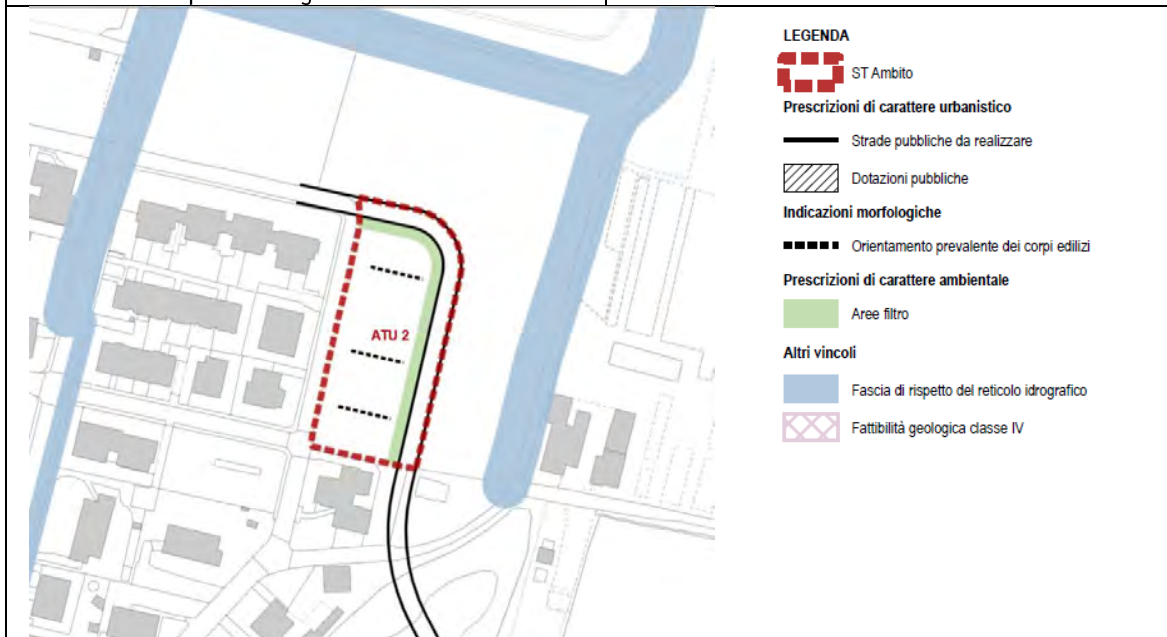 LEGENDA
ST Ambito
Prescrizioni di carattere urbanistico
Strade pubbliche da realizzare
Dotazioni pubbliche
Indicazioni morfologiche
Orientamento prevalente dei corpi edilizi
Prescrizioni di carattere ambientale
Aree filtro
Altri vincoli
Fascia di rispetto del reticolo idrografico
Fattibilità geologica classe IV
ATU 2